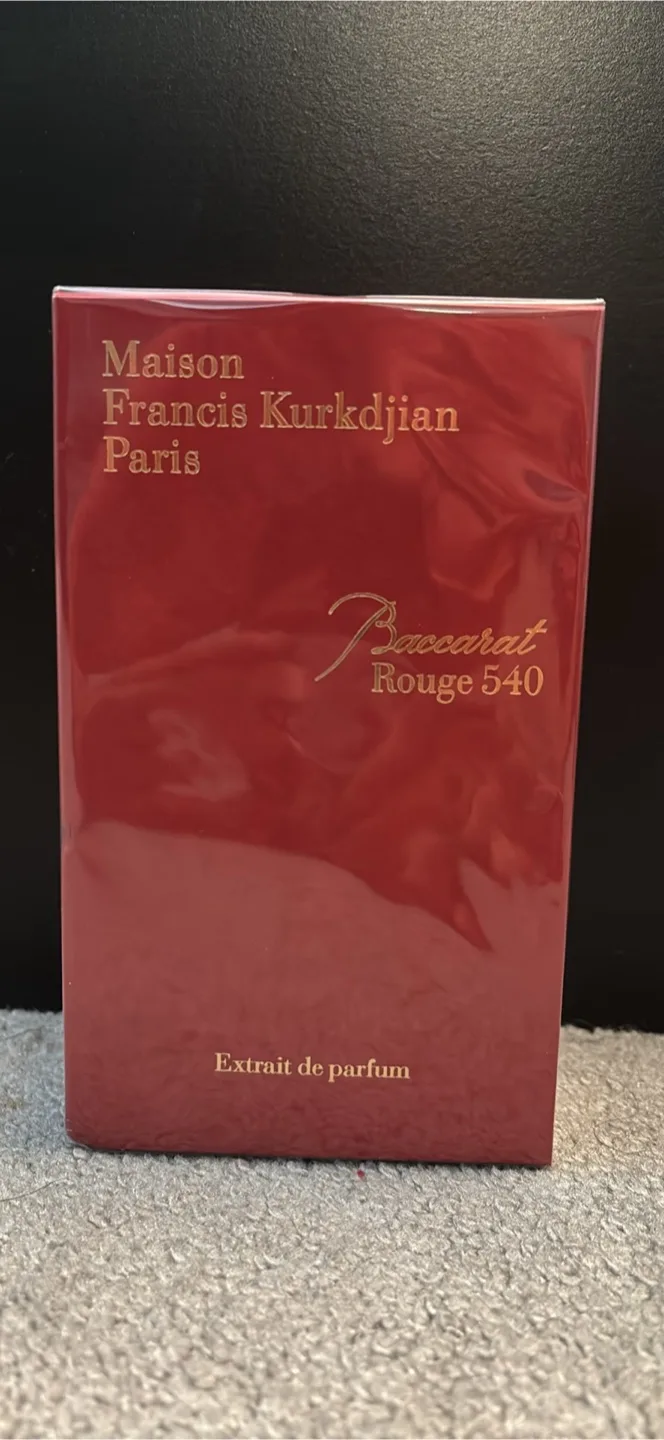 Maison
Francis Kurkdjian
Paris
Baccarat
Rouge 540
Extrait de parfum